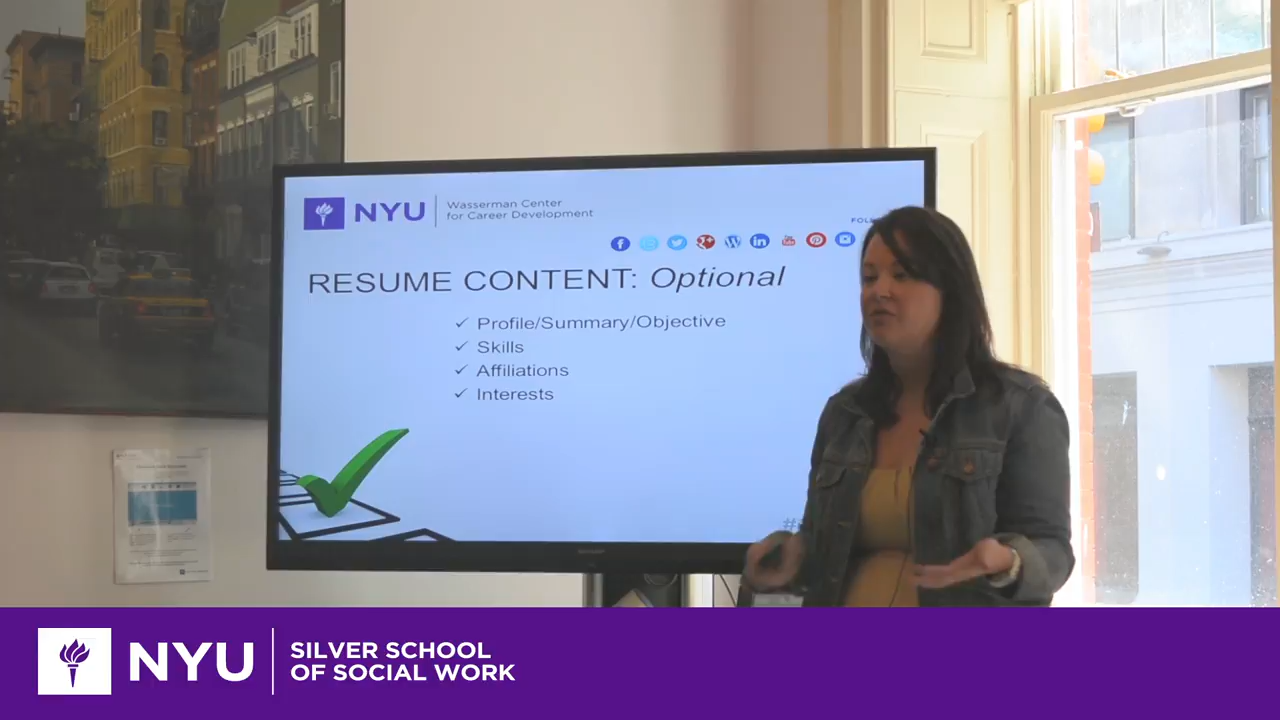 NYU
Wasserman Center
for Career Development
RESUME CONTENT: Optional
✓ Profile/Summary/Objective
✓ Skills
✓ Affiliations
✓ Interests
NYU
SILVER SCHOOL
OF SOCIAL WORK